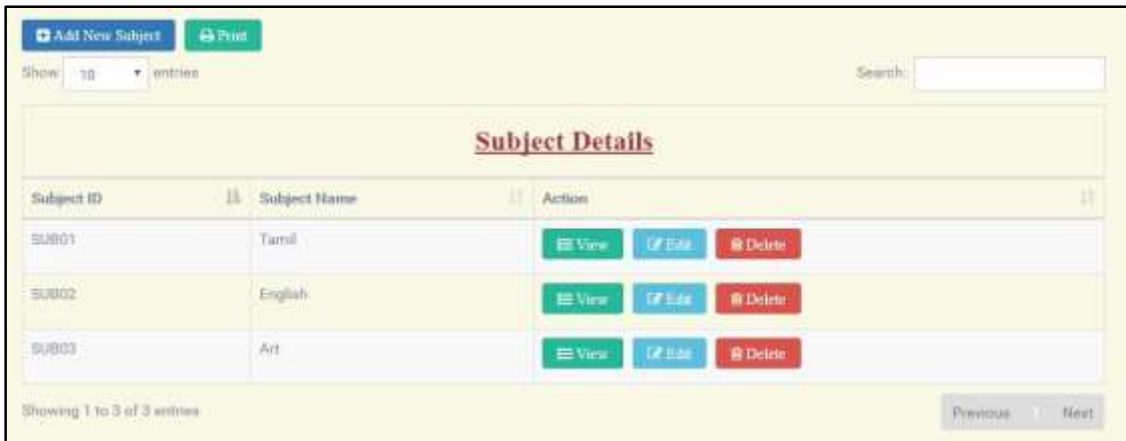 Add New Subject Print
Show 10 entries Search:
Subject Details
Subject ID Subject Name Action
SUB01 Tamil View Edit Delete
SUB02 English View Edit Delete
SUB03 Art View Edit Delete
Showing 1 to 3 of 3 entries Previous 1 Next